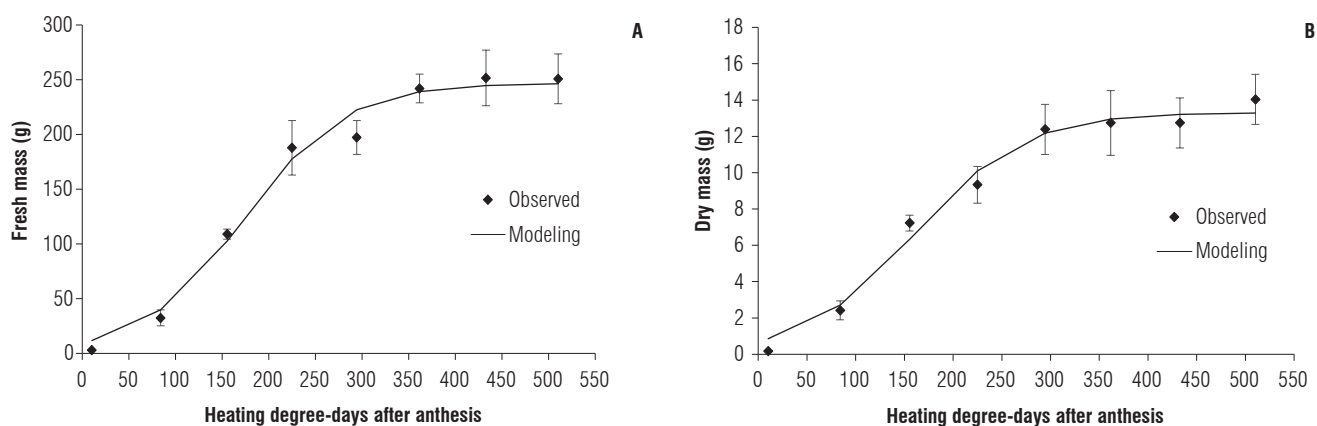 A
300
250
200
150
100
50
0
Fresh mass (g)
Observed
Modeling
0 50 100 150 200 250 300 350 400 450 500 550
Heating degree-days after anthesis
B
18
16
14
12
10
8
6
4
2
0
Dry mass (g)
Observed
Modeling
0 50 100 150 200 250 300 350 400 450 500 550
Heating degree-days after anthesis